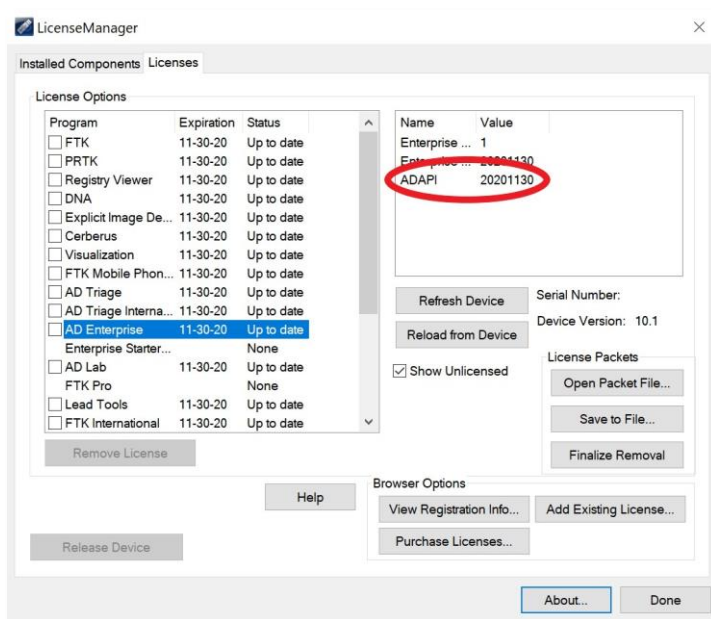 LicenseManager
Installed Components Licenses
License Options
Program Expiration Status
FTK 11-30-20 Up to date
PRTK 11-30-20 Up to date
Registry Viewer 11-30-20 Up to date
DNA 11-30-20 Up to date
Explicit Image De... 11-30-20 Up to date
Cerberus 11-30-20 Up to date
Visualization 11-30-20 Up to date
FTK Mobile Phon... 11-30-20 Up to date
AD Triage 11-30-20 Up to date
AD Triage Interna... 11-30-20 Up to date
AD Enterprise 11-30-20 Up to date
Enterprise Starter... None
AD Lab 11-30-20 Up to date
FTK Pro None
Lead Tools 11-30-20 Up to date
FTK International 11-30-20 Up to date
Name Value
Enterprise ... 1
Enterprise ... 20201130
ADAPI 20201130
Refresh Device
Serial Number:
Reload from Device
Device Version: 10.1
Show Unlicensed
License Packets
Open Packet File...
Save to File...
Finalize Removal
Remove License
Help
Browser Options
View Registration Info...
Add Existing License...
Purchase Licenses...
Release Device
About...
Done